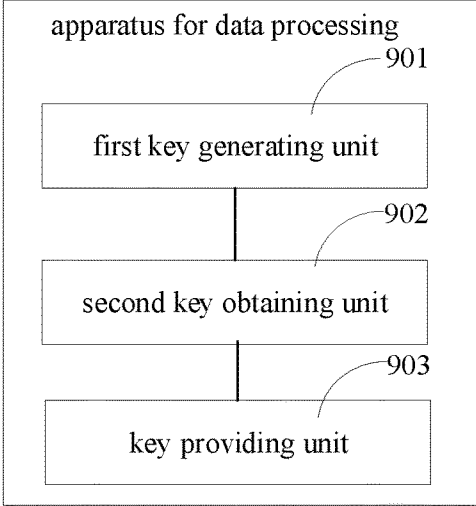 apparatus for data processing
901
first key generating unit
902
second key obtaining unit
903
key providing unit